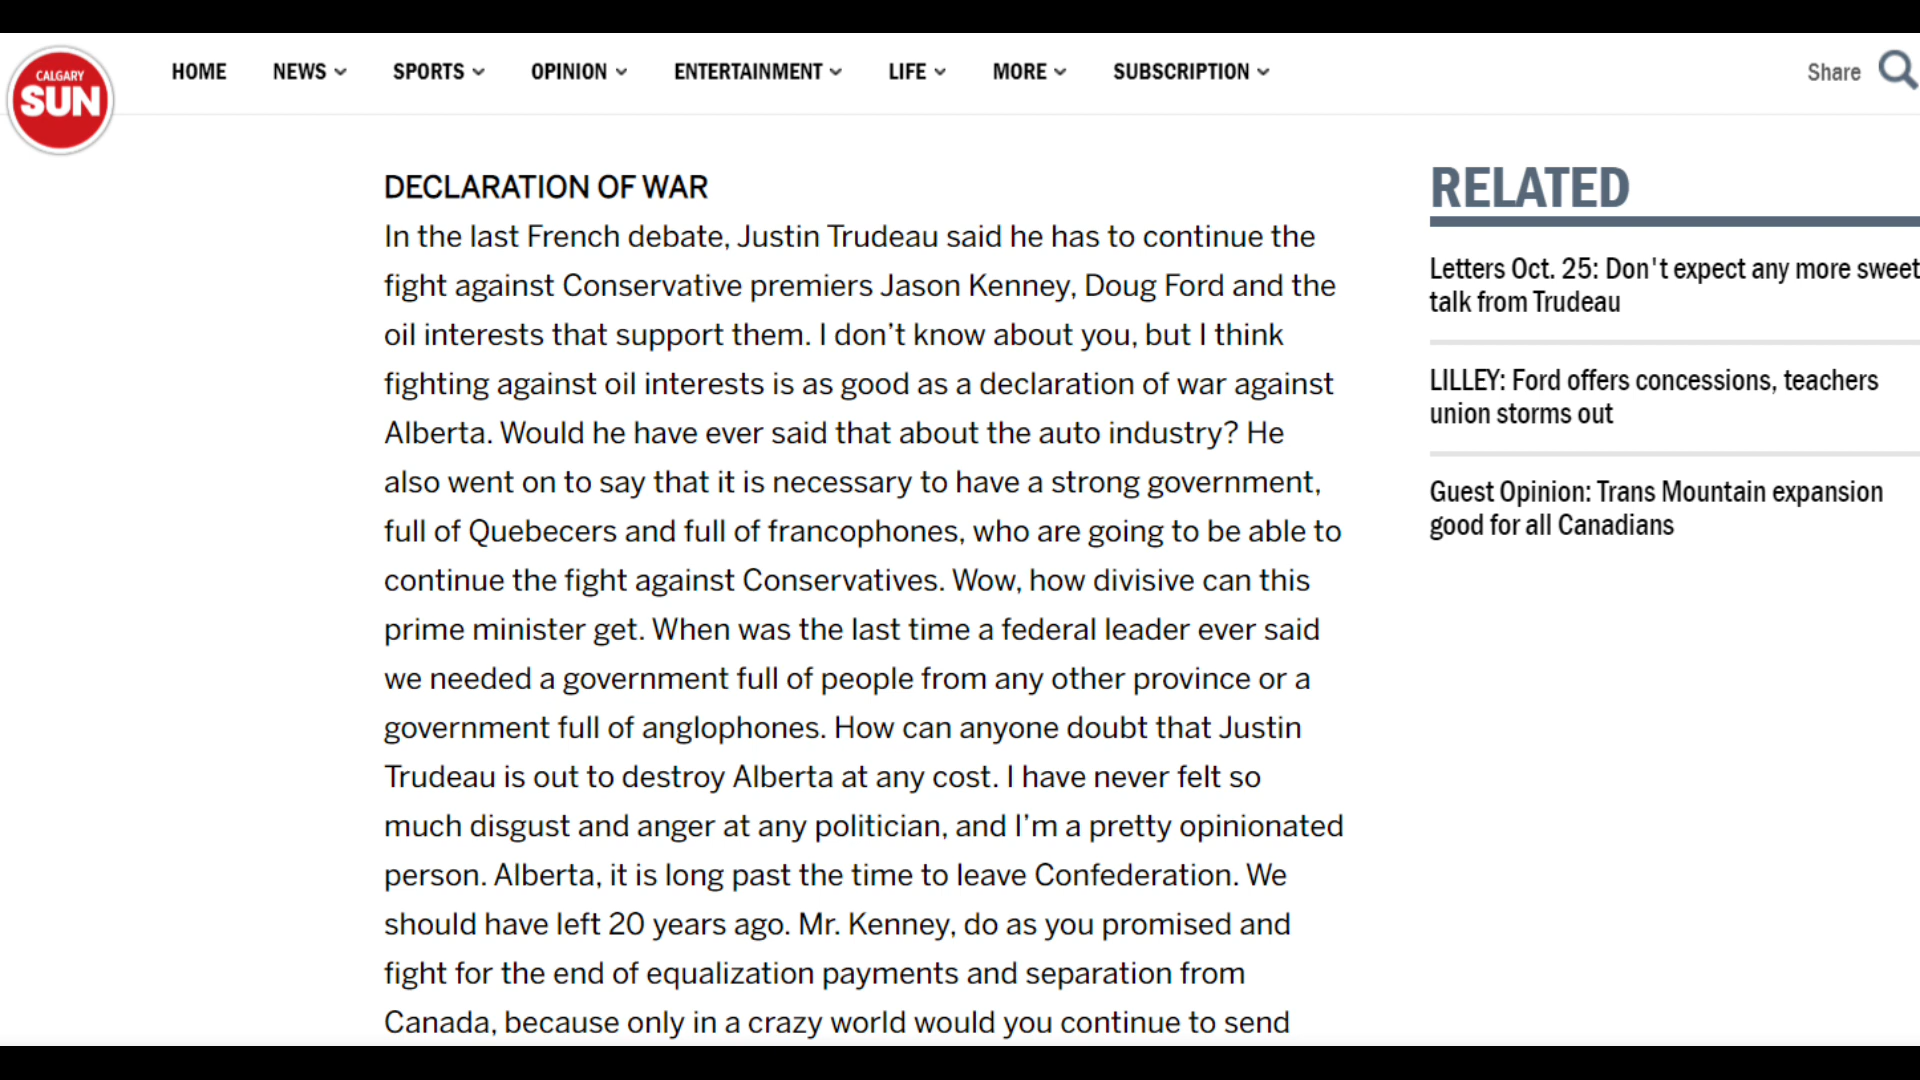 CALGARY
SUN
HOME
NEWS
SPORTS
OPINION
ENTERTAINMENT
LIFE
MORE
SUBSCRIPTION
Share
DECLARATION OF WAR
In the last French debate, Justin Trudeau said he has to continue the
fight against Conservative premiers Jason Kenney, Doug Ford and the
oil interests that support them. I don’t know about you, but I think
fighting against oil interests is as good as a declaration of war against
Alberta. Would he have ever said that about the auto industry? He
also went on to say that it is necessary to have a strong government,
full of Quebecers and full of francophones, who are going to be able to
continue the fight against Conservatives. Wow, how divisive can this
prime minister get. When was the last time a federal leader ever said
we needed a government full of people from any other province or a
government full of anglophones. How can anyone doubt that Justin
Trudeau is out to destroy Alberta at any cost. I have never felt so
much disgust and anger at any politician, and I’m a pretty opinionated
person. Alberta, it is long past the time to leave Confederation. We
should have left 20 years ago. Mr. Kenney, do as you promised and
fight for the end of equalization payments and separation from
Canada, because only in a crazy world would you continue to send
RELATED
Letters Oct. 25: Don't expect any more sweet
talk from Trudeau
LILLEY: Ford offers concessions, teachers
union storms out
Guest Opinion: Trans Mountain expansion
good for all Canadians